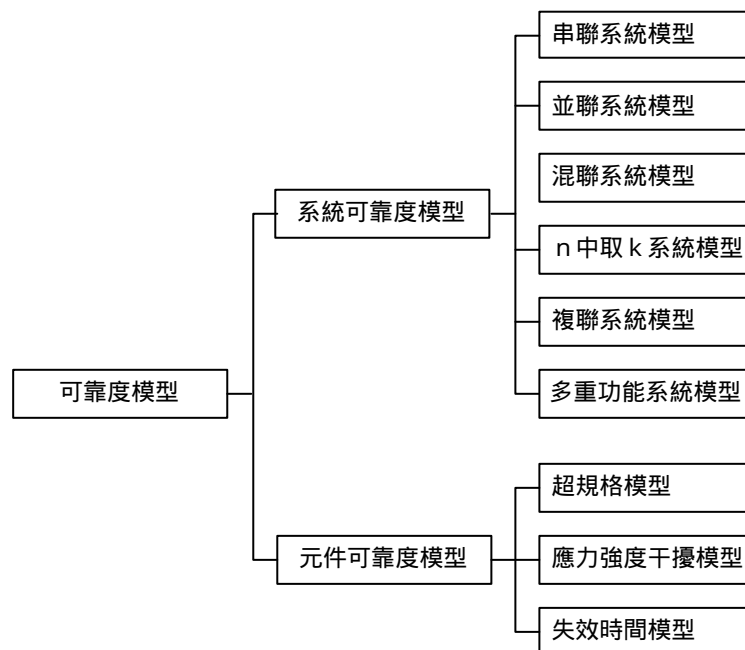 串聯系統模型
並聯系統模型
混聯系統模型
系統可靠度模型
n 中取 k 系統模型
複聯系統模型
可靠度模型
多重功能系統模型
超規格模型
元件可靠度模型
應力強度干擾模型
失效時間模型